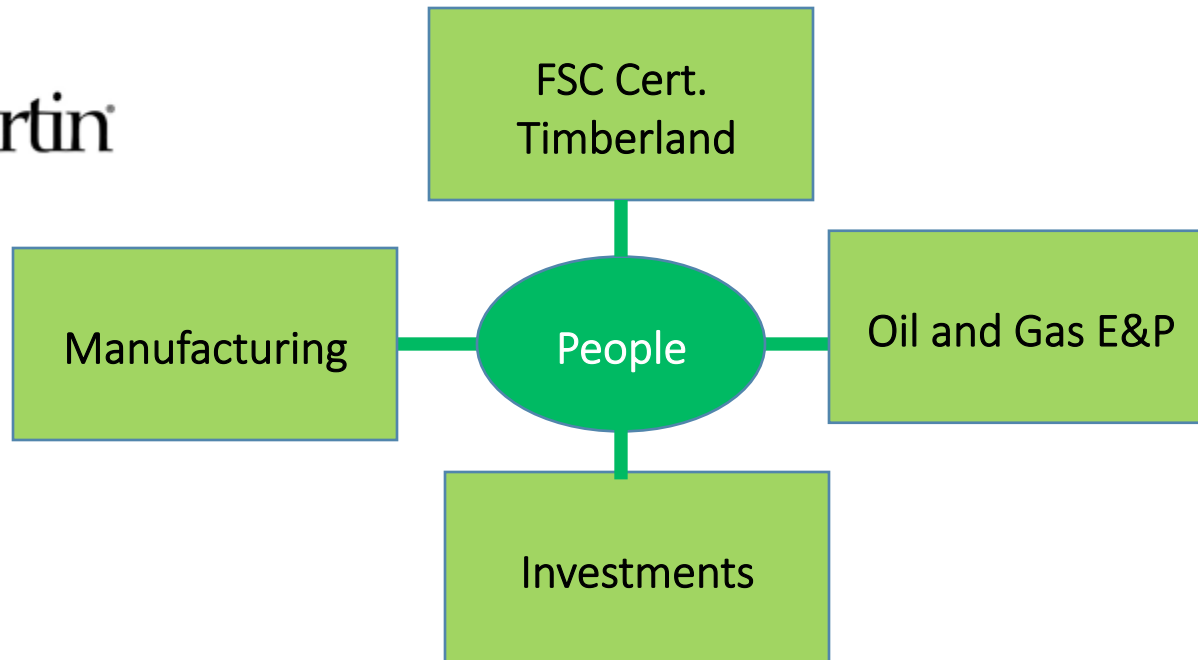 FSC Cert.
Timberland
rtin
Manufacturing
People
Oil and Gas E&P
Investments